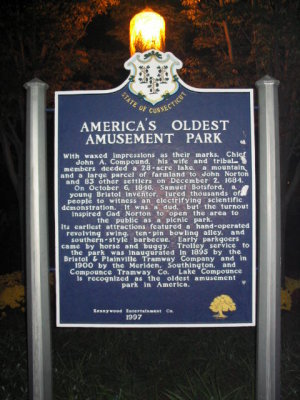 STATE OF CONNECTICUT
AMERICA'S OLDEST
AMUSEMENT PARK
With waxed impressions as their marks, Chief
John A. Compound, his wife and tribal
members deeded a 28-acre lake, a mountain
and a large parcel of farmland to John Norton
and 83 other settlers on December 2, 1684.
On October 6, 1846, Samuel Botsford, a
young Bristol inventor, lured thousands of
people to witness an electrifying scientific
demonstration. It was a dud, but the turnout
inspired Gad Norton to open the area to
the public as a picnic park.
Its earliest attractions featured a hand-operated
revolving swing, ten-pin bowling alley, and
southern-style barbecue. Early parkgoers
came by horse and buggy. Trolley service to
the park was inaugurated in 1895 by the
Bristol & Plainville Tramway Company and in
1900 by the Meriden, Southington, and
Compounce Tramway Co. Lake Compounce
is recognized as the oldest amusement
park in America.
Kennywood Entertainment Co.
1997